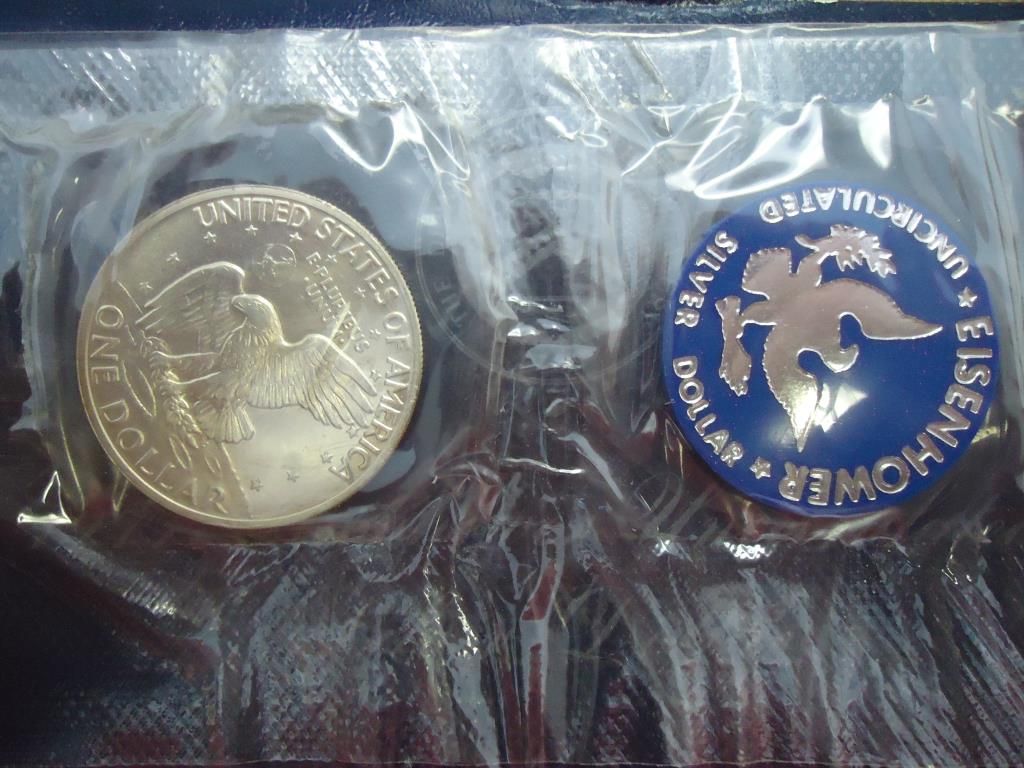 UNITED STATES OF AMERICA
E PLURIBUS
UNUM
ONE DOLLAR
EISENHOWER
UNCIRCULATED
SILVER DOLLAR